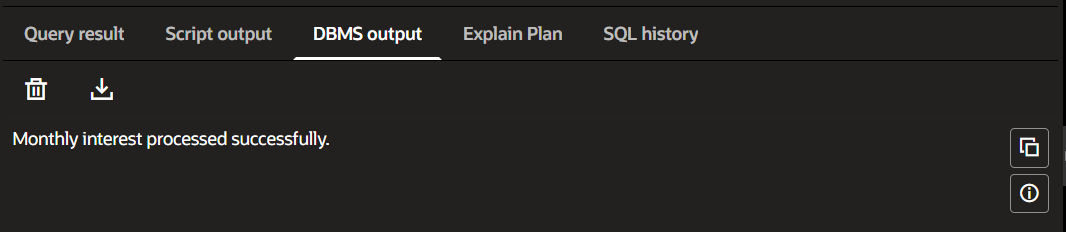 Query result Script output DBMS output Explain Plan SQL history
Monthly interest processed successfully.